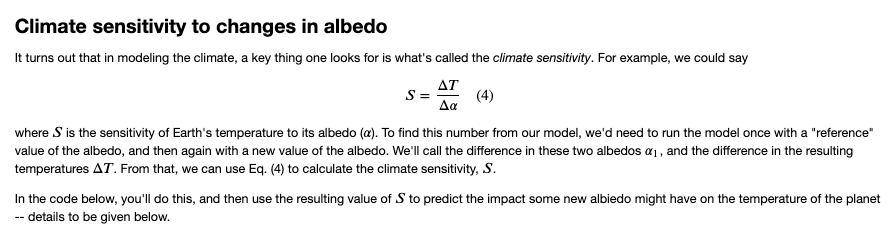 Climate sensitivity to changes in albedo
It turns out that in modeling the climate, a key thing one looks for is what's called the climate sensitivity. For example, we could say
S = ΔT / Δα (4)
where S is the sensitivity of Earth's temperature to its albedo (α). To find this number from our model, we'd need to run the model once with a "reference"
value of the albedo, and then again with a new value of the albedo. We'll call the difference in these two albedos α₁, and the difference in the resulting
temperatures ΔT. From that, we can use Eq. (4) to calculate the climate sensitivity, S.
In the code below, you'll do this, and then use the resulting value of S to predict the impact some new albiedo might have on the temperature of the planet
-- details to be given below.